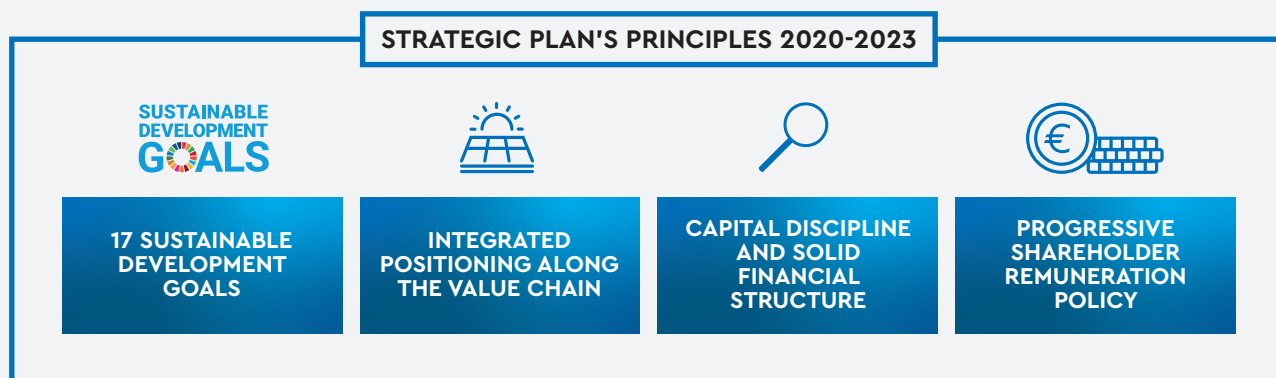 STRATEGIC PLAN'S PRINCIPLES 2020-2023
SUSTAINABLE
DEVELOPMENT
GOALS
17 SUSTAINABLE
DEVELOPMENT
GOALS
INTEGRATED
POSITIONING ALONG
THE VALUE CHAIN
CAPITAL DISCIPLINE
AND SOLID
FINANCIAL
STRUCTURE
€
PROGRESSIVE
SHAREHOLDER
REMUNERATION
POLICY